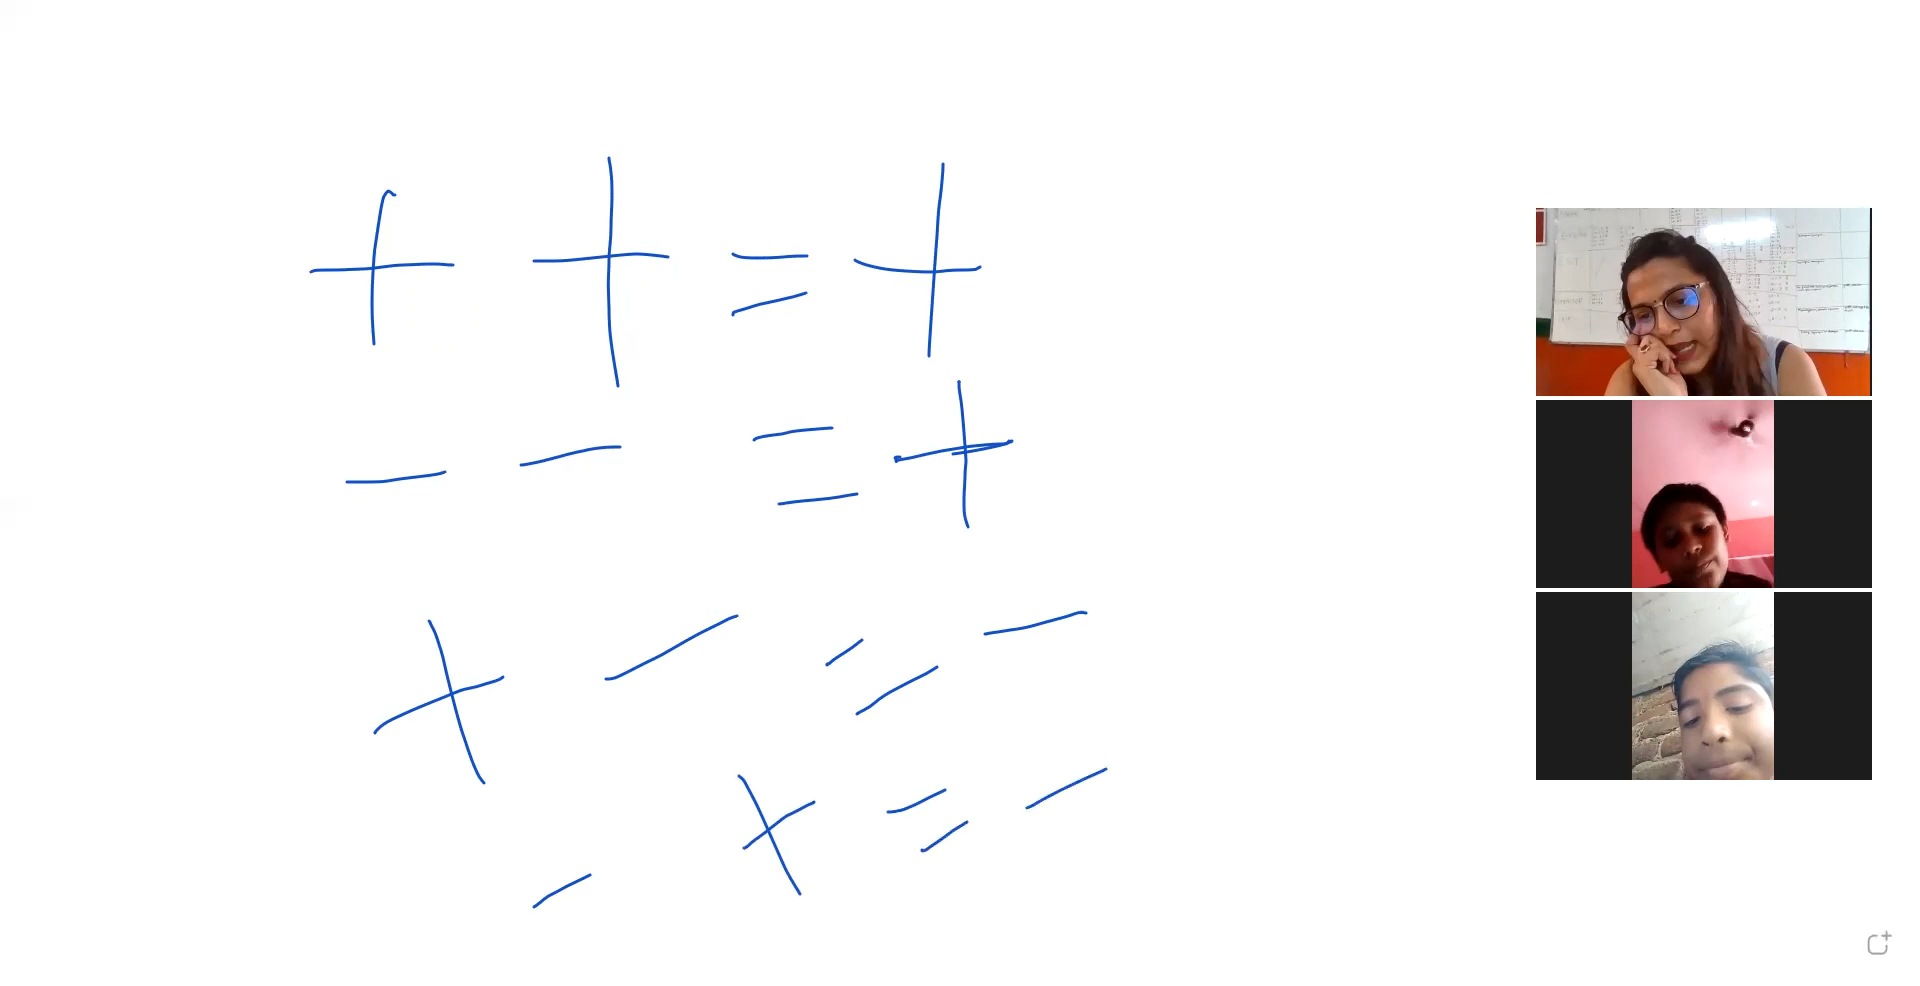 + + = +
- - = +
+ - = -
- + = -